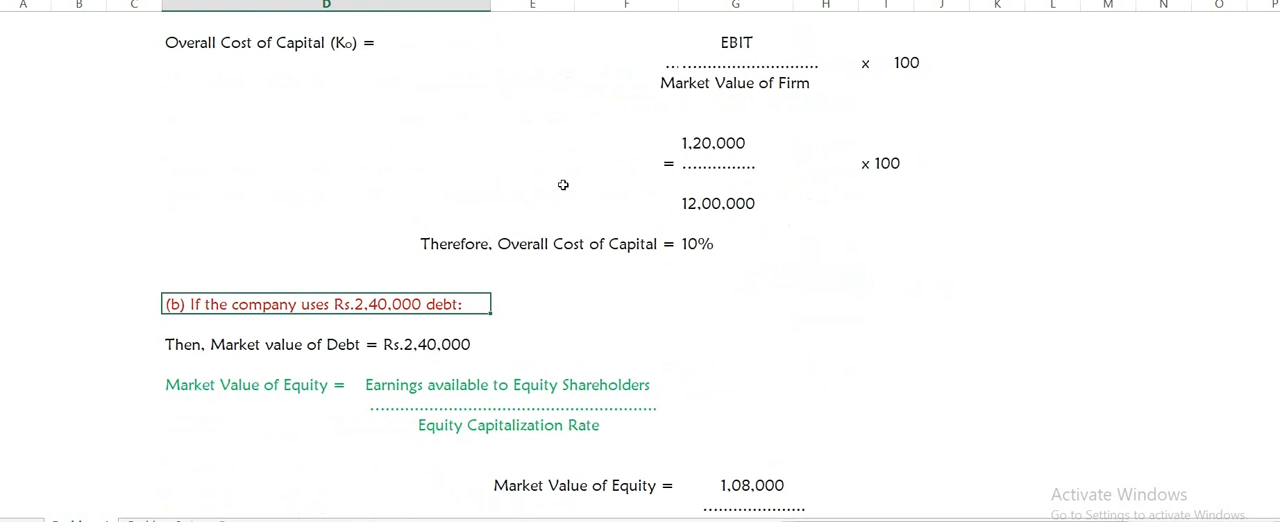 A B C D E F G H I J K L M N O P
Overall Cost of Capital (Ko) = EBIT
................................ x 100
Market Value of Firm
1,20,000
= ............... x 100
12,00,000
Therefore, Overall Cost of Capital = 10%
(b) If the company uses Rs.2,40,000 debt:
Then, Market value of Debt = Rs.2,40,000
Market Value of Equity = Earnings available to Equity Shareholders
............................................................
Equity Capitalization Rate
Market Value of Equity = 1,08,000
.....................
Activate Windows
Go to Settings to activate Windows.